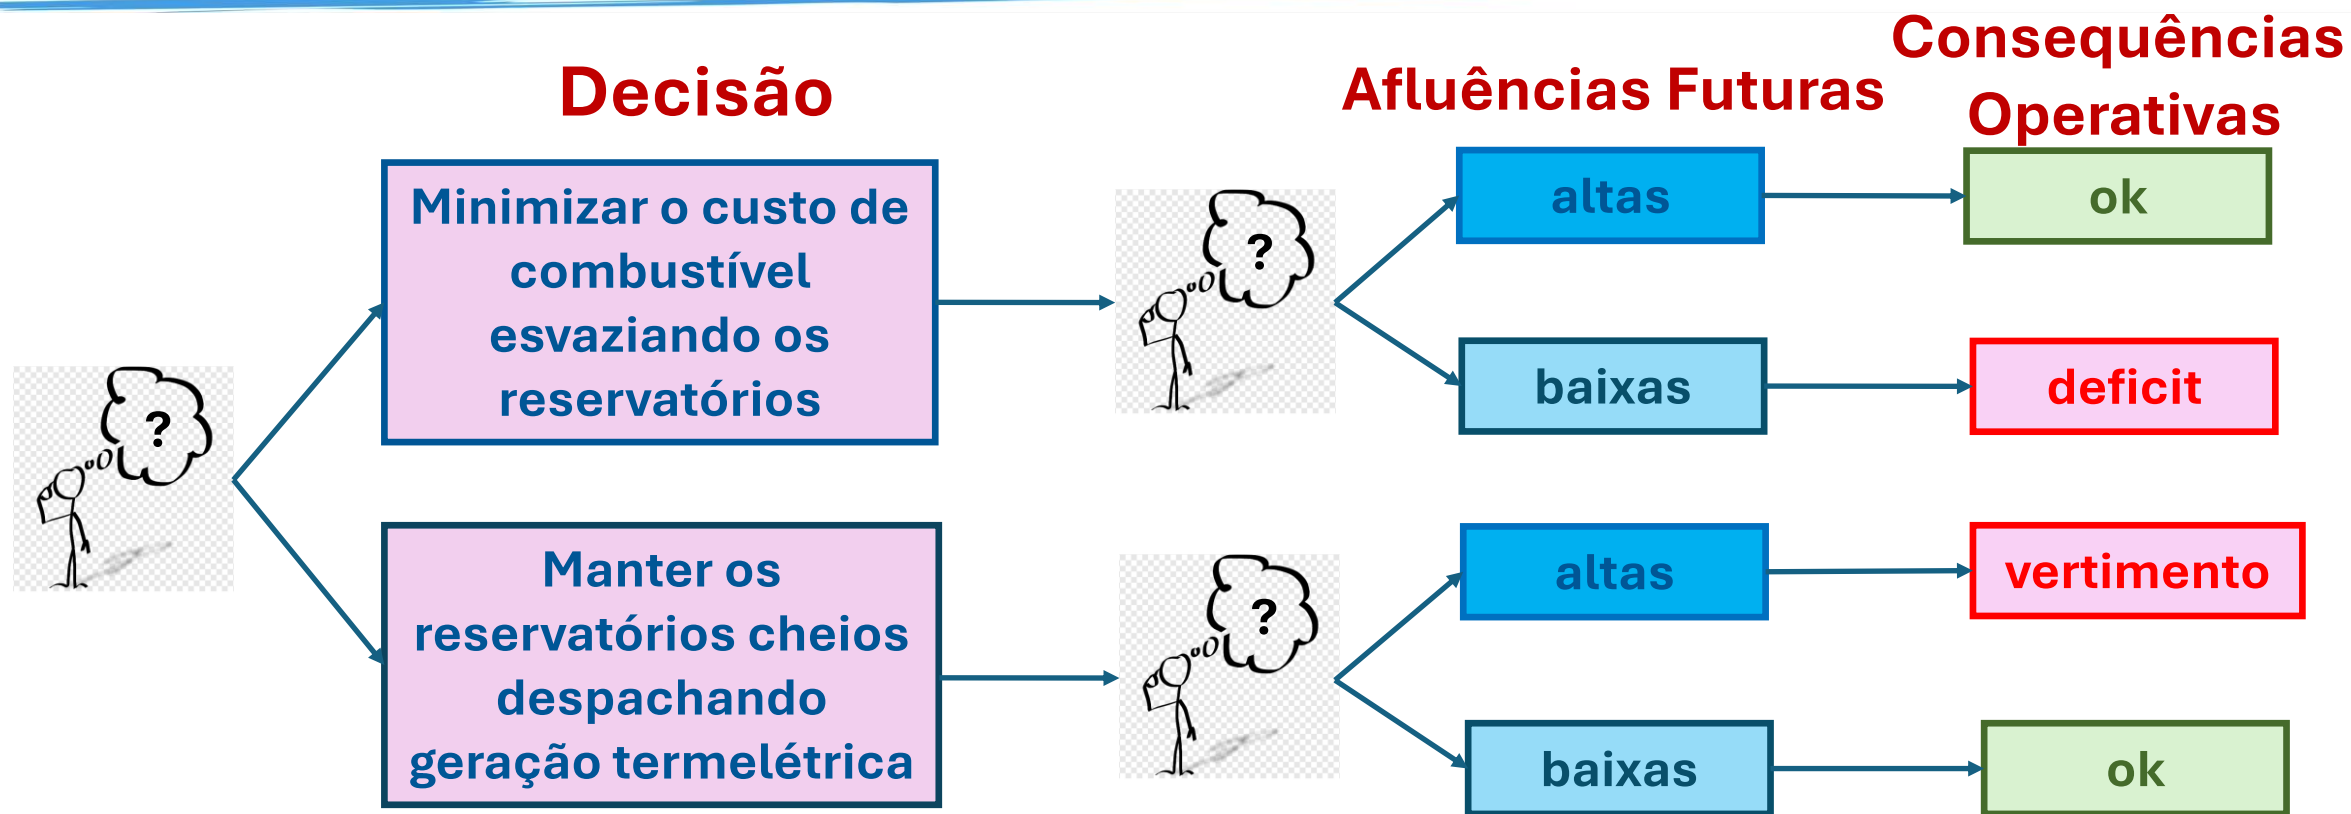 Decisão
Afluências Futuras
Consequências
Operativas
Minimizar o custo de
combustível
esvaziando os
reservatórios
?
?
altas
ok
baixas
deficit
?
Manter os
reservatórios cheios
despachando
geração termelétrica
?
altas
vertimento
baixas
ok